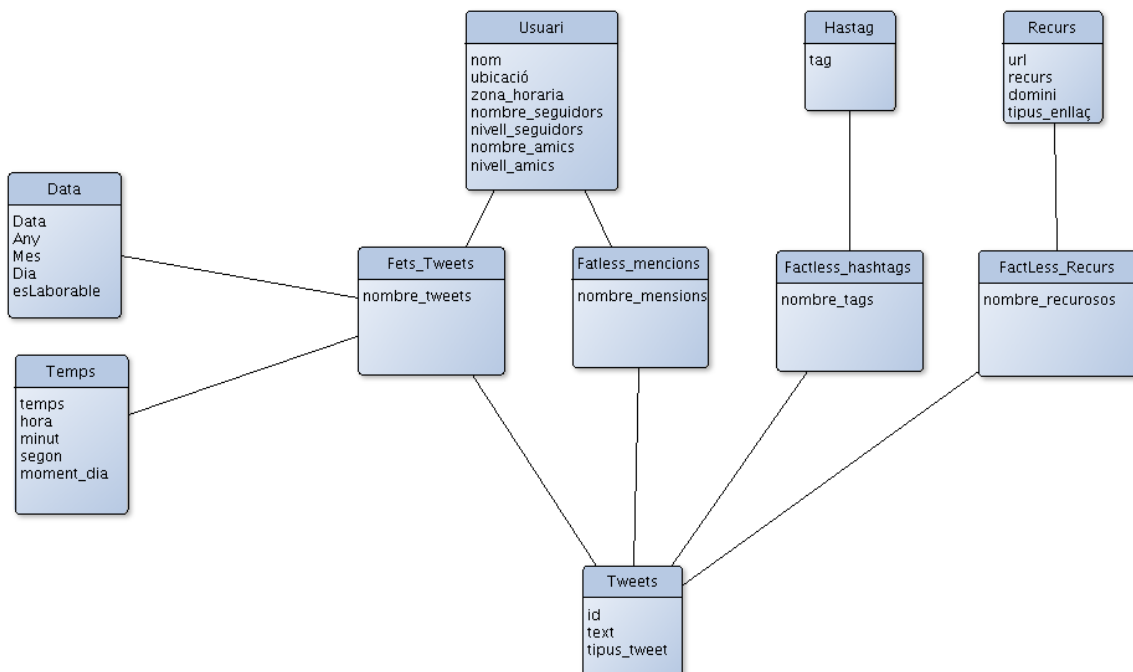 Usuari
nom
ubicació
zona_horaria
nombre_seguidors
nivell_seguidors
nombre_amics
nivell_amics
Hastag
tag
Recurs
url
recurs
domini
tipus_enllaç
Data
Data
Any
Mes
Dia
esLaborable
Fets_Tweets
nombre_tweets
Fatless_mencions
nombre_mensions
Factless_hashtags
nombre_tags
FactLess_Recurs
nombre_recurosos
Temps
temps
hora
minut
segon
moment_dia
Tweets
id
text
tipus_tweet